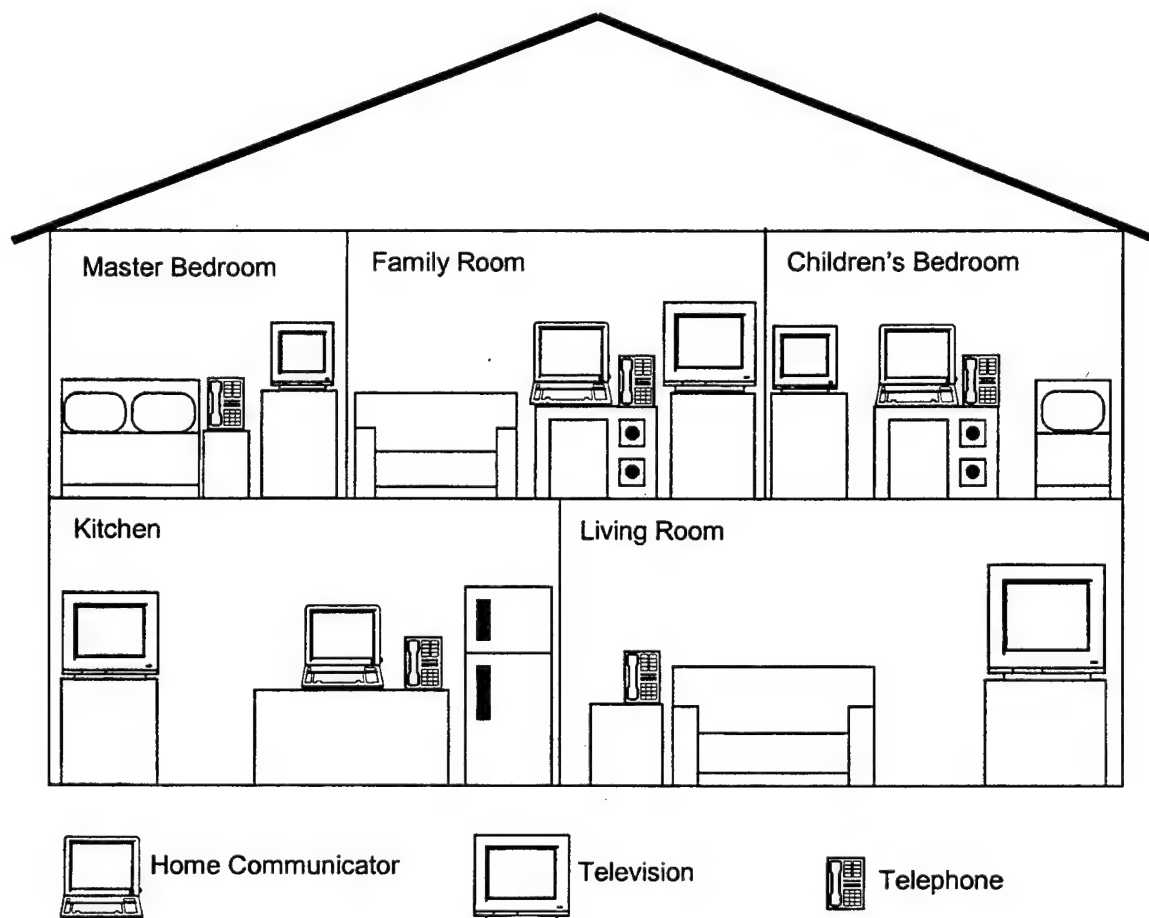 Master Bedroom
Family Room
Children's Bedroom
Kitchen
Living Room
Home Communicator
Television
Telephone